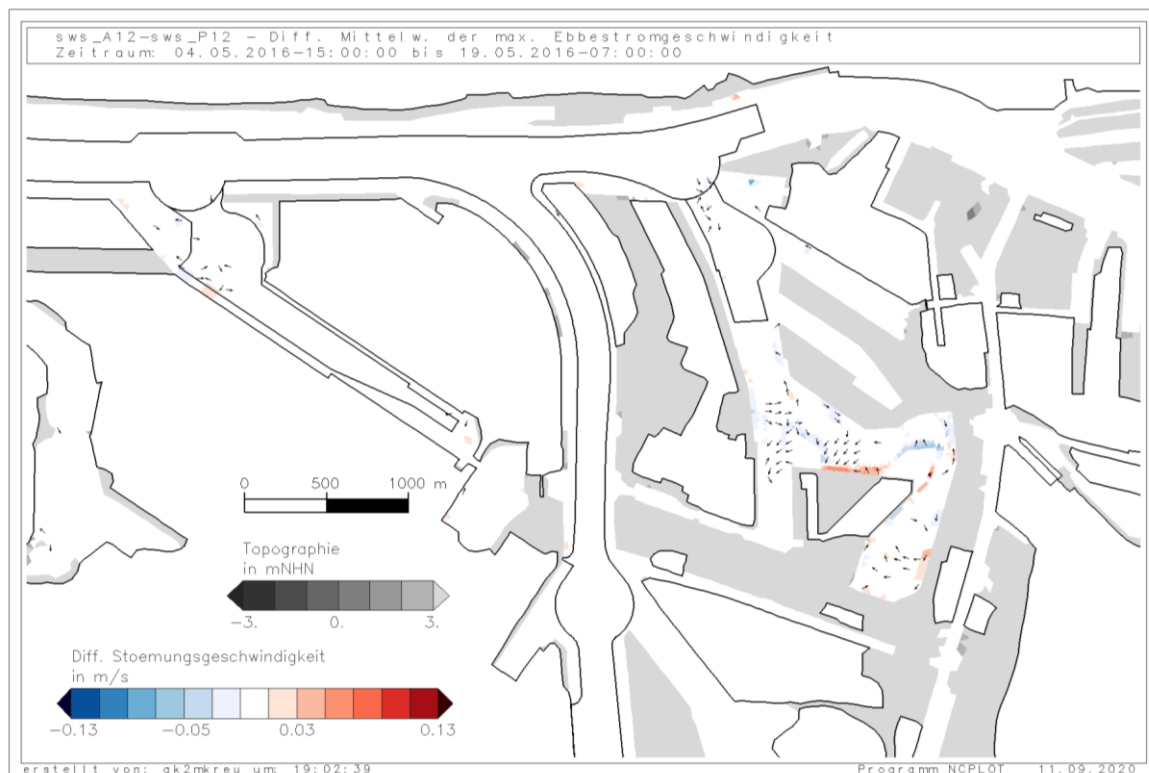 sws_A12-sws_P12 - Diff. Mittelw. der max. Ebbestromgeschwindigkeit
Zeitraum: 04.05.2016-15:00:00 bis 19.05.2016-07:00:00
0 500 1000 m
Topographie
in mNHN
-3. 0. 3.
Diff. Stoemungsgeschwindigkeit
in m/s
-0.13 -0.05 0.03 0.13
erstellt von: gk2mkreu um: 19:02:39 Programm NCPLOT 11.09.2020